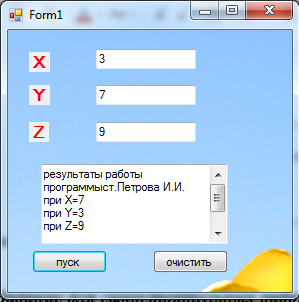 Form1
X
3
Y
7
Z
9
результаты работы
программыст.Петрова И.И.
при X=7
при Y=3
при Z=9
пуск
очистить